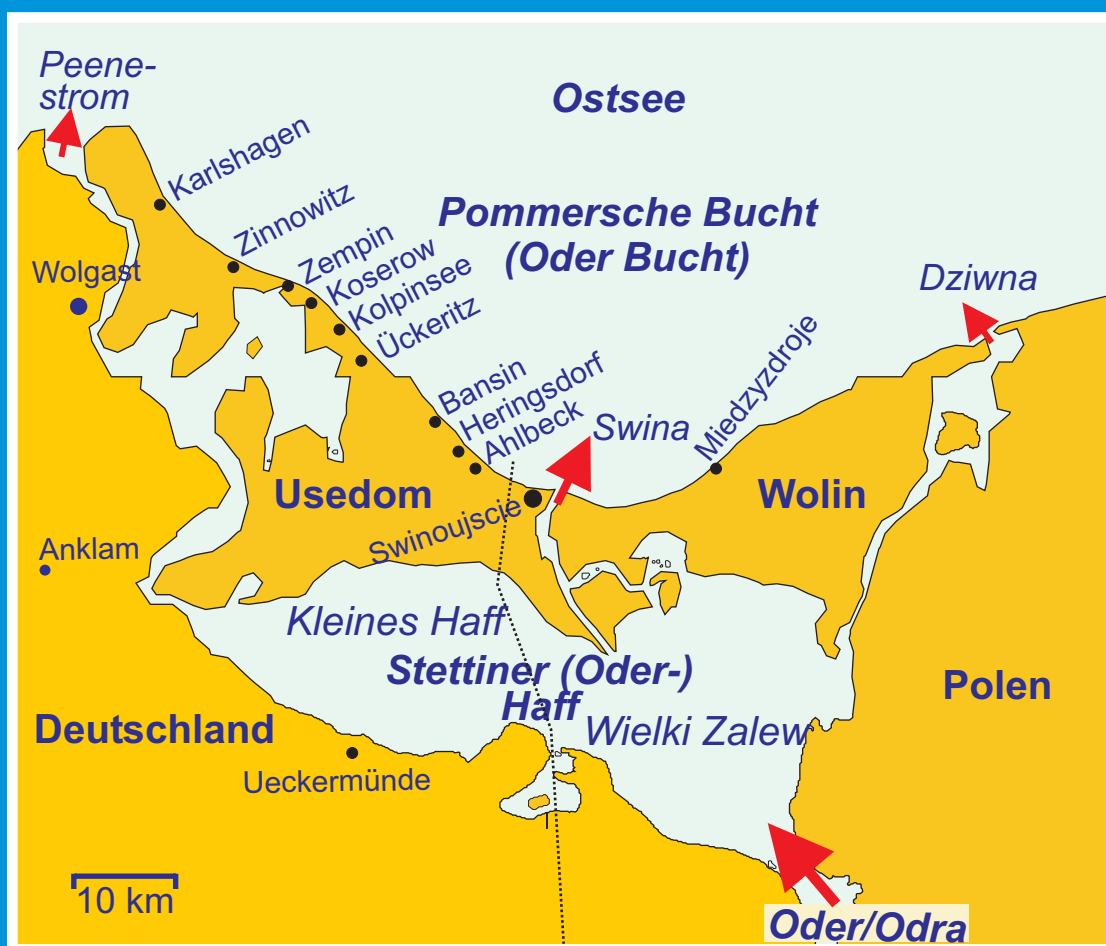 Peene-
strom
Ostsee
Karlshagen
Pommersche Bucht
(Oder Bucht)
Zinnowitz
Zempin
Koserow
Kolpinsee
Ückeritz
Wolgast
Dziwna
Bansin
Heringsdorf
Ahlbeck
Swina
Miedzyzdroje
Usedom
Wolin
Swinoujscie
Anklam
Kleines Haff
Stettiner (Oder-)
Haff
Wielki Zalew
Polen
Deutschland
Ueckermünde
10 km
Oder/Odra